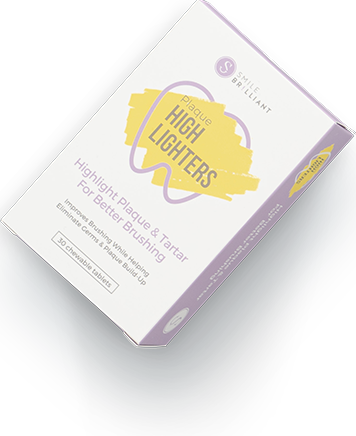 S
SMILE
BRILLIANT
Plaque
HIGH
LIGHTERS
Highlight Plaque & Tartar
For Better Brushing
Improves Brushing While Helping
Eliminate Germs & Plaque Build Up
30 chewable tablets